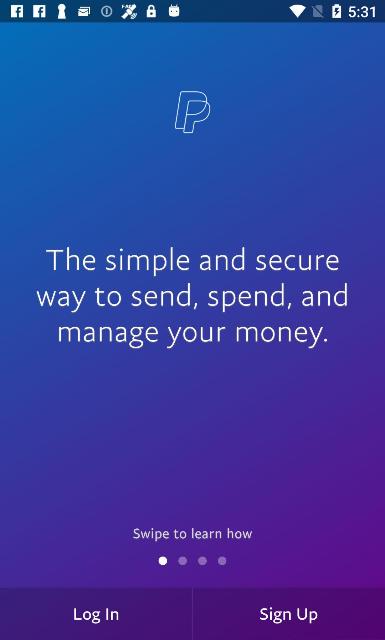 5:31
The simple and secure
way to send, spend, and
manage your money.
Swipe to learn how
Log In
Sign Up